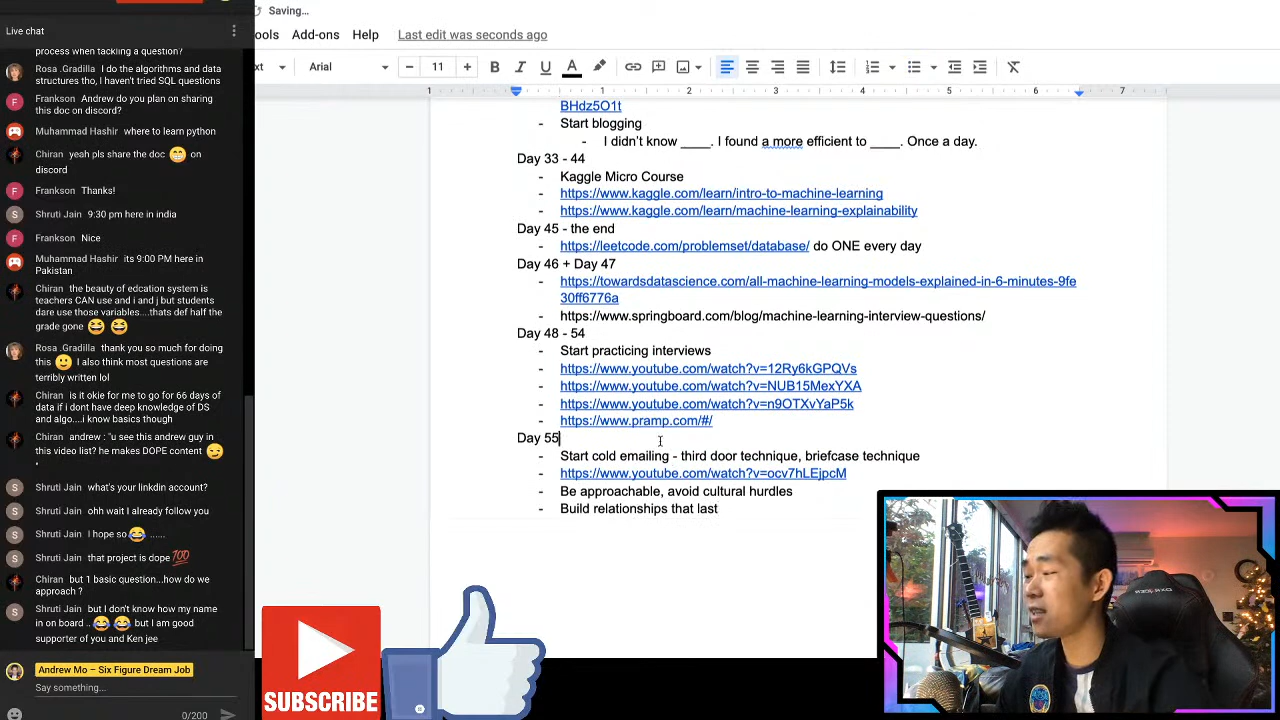 Saving...
Live chat
ools Add-ons Help Last edit was seconds ago
xt Arial 11
1 1 2 3 4 5 6 7
process when tackling a question?
Rosa .Gradilla I do the algorithms and data
structures tho, I haven't tried SQL
questions
Frankson Andrew do you plan on sharing
this doc on discord?
Muhammad Hashir where to learn python
Chiran yeah pls share the doc 😁 on
discord
Frankson Thanks!
Shruti Jain 9:30 pm here in india
Frankson Nice
Muhammad Hashir its 9:00 PM here in
Pakistan
Chiran the beauty of edcation system is
teachers CAN use and i and j but students
dare use those variables....thats def half the
grade gone 😆 😆
Rosa .Gradilla thank you so much for doing
this 🙂 I also think most questions are
terribly written lol
Chiran is it okie for me to go for 66 days of
data if i dont have deep knowledge of DS
and algo....i know basics though
Chiran andrew : "u see this andrew guy in
this video list? he makes DOPE content 😏
"
Shruti Jain what's your linkdin account?
Shruti Jain ohh wait I already follow you
Shruti Jain I hope so 😂 ......
Shruti Jain that project is dope 💯
Chiran but 1 basic question...how do we
approach ?
Shruti Jain but I don't know how my name
in on board .. 😂 😂 but I am good
supporter of you and Ken jee
Andrew Mo – Six Figure Dream Job
Say something...
0/200
BHdz5O1t
- Start blogging
- I didn't know ____. I found a more efficient to ____. Once a day.
Day 33 - 44
- Kaggle Micro Course
- https://www.kaggle.com/learn/intro-to-machine-learning
- https://www.kaggle.com/learn/machine-learning-explainability
Day 45 - the end
- https://leetcode.com/problemset/database/ do ONE every day
Day 46 + Day 47
- https://towardsdatascience.com/all-machine-learning-models-explained-in-6-minutes-9fe
30ff6776a
- https://www.springboard.com/blog/machine-learning-interview-questions/
Day 48 - 54
- Start practicing interviews
- https://www.youtube.com/watch?v=12Ry6kGPQVs
- https://www.youtube.com/watch?v=NUB15MexYXA
- https://www.youtube.com/watch?v=n9OTXvYaP5k
- https://www.pramp.com/#/
Day 55
- Start cold emailing - third door technique, briefcase technique
- https://www.youtube.com/watch?v=ocv7hLEjpcM
- Be approachable, avoid cultural hurdles
- Build relationships that last
SUBSCRIBE